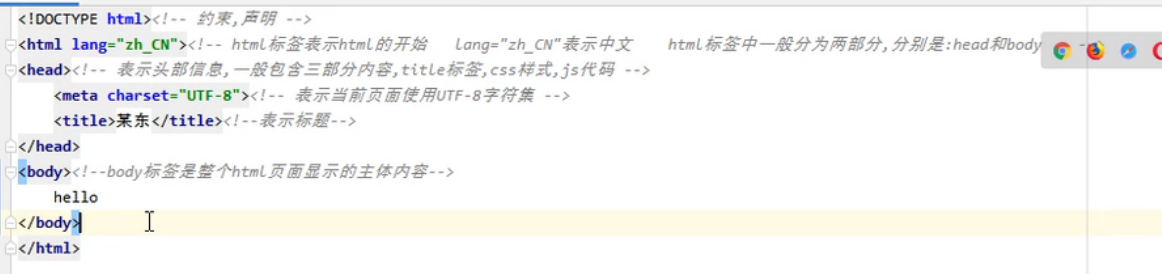 <!DOCTYPE html><!-- 约束,声明 -->
<html lang="zh_CN"><!-- html标签表示html的开始   lang="zh_CN"表示中文    html标签中一般分为两部分,分别是:head和body
<head><!-- 表示头部信息,一般包含三部分内容,title标签,css样式,js代码 -->
    <meta charset="UTF-8"><!-- 表示当前页面使用UTF-8字符集 -->
    <title>某东</title><!--表示标题-->
</head>
<body><!--body标签是整个html页面显示的主体内容-->
    hello
</body>
</html>